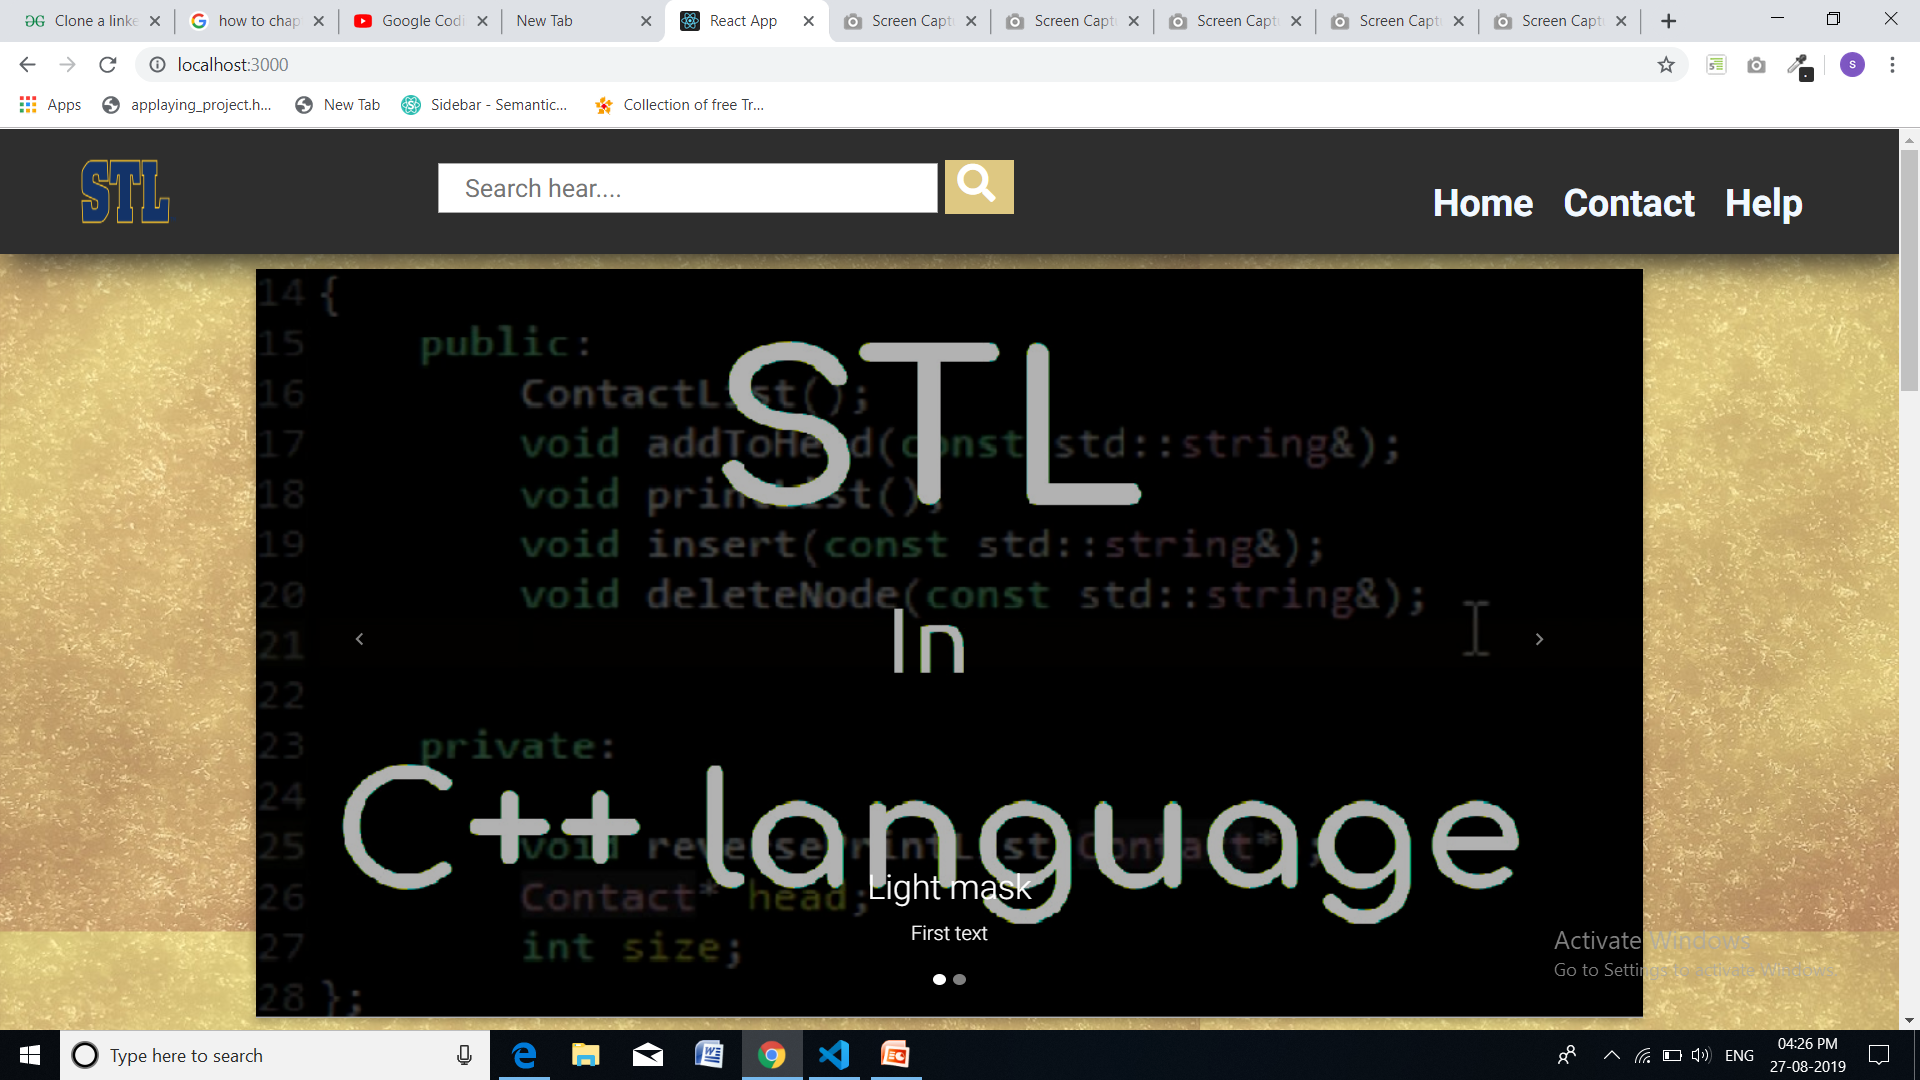 Clone a linke
how to chap
Google Codi
New Tab
React App
Screen Captu
Screen Captu
Screen Captu
Screen Captu
Screen Captu
localhost:3000
S
Apps
applaying_project.h...
New Tab
Sidebar - Semantic...
Collection of free Tr...
STL
Search hear....
Home
Contact
Help
14 {
15 public:
16 ContactList();
17 void addToHead(const std::string&);
18 void printList();
19 void insert(const std::string&);
20 void deleteNode(const std::string&);
21
22
23 private:
24
25 void reversePrintList Contact*
26 Contact* head;
27 int size;
28 };
STL
In
C++ language
Light mask
First text
Activate Windows
Go to Settings to activate Windows.
Type here to search
ENG
04:26 PM
27-08-2019